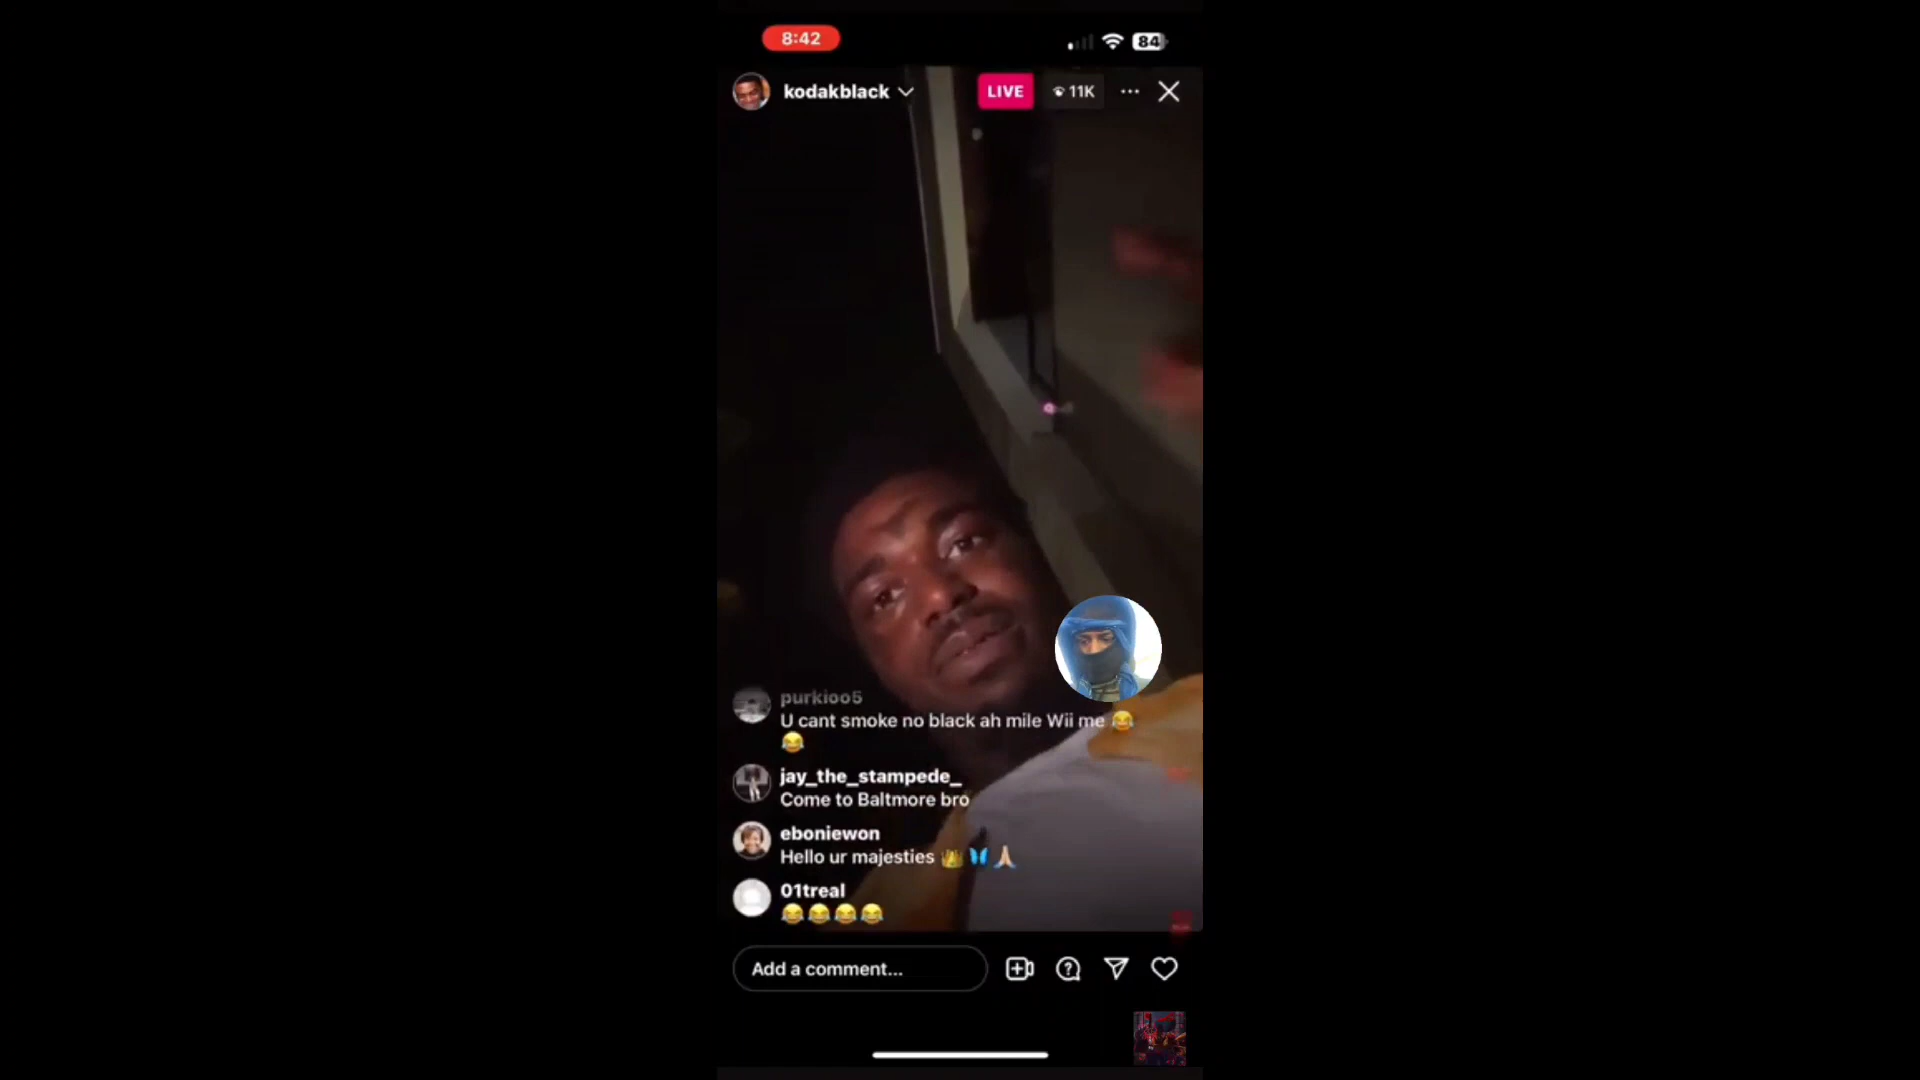 8:42
84
kodakblack
LIVE
11K
purkioo5
U cant smoke no black ah mile Wii me 😂
😂
jay_the_stampede_
Come to Baltmore bro
eboniewon
Hello ur majesties 👑 🦋 🙏🏼
01treal
😂😂😂😂
Add a comment...